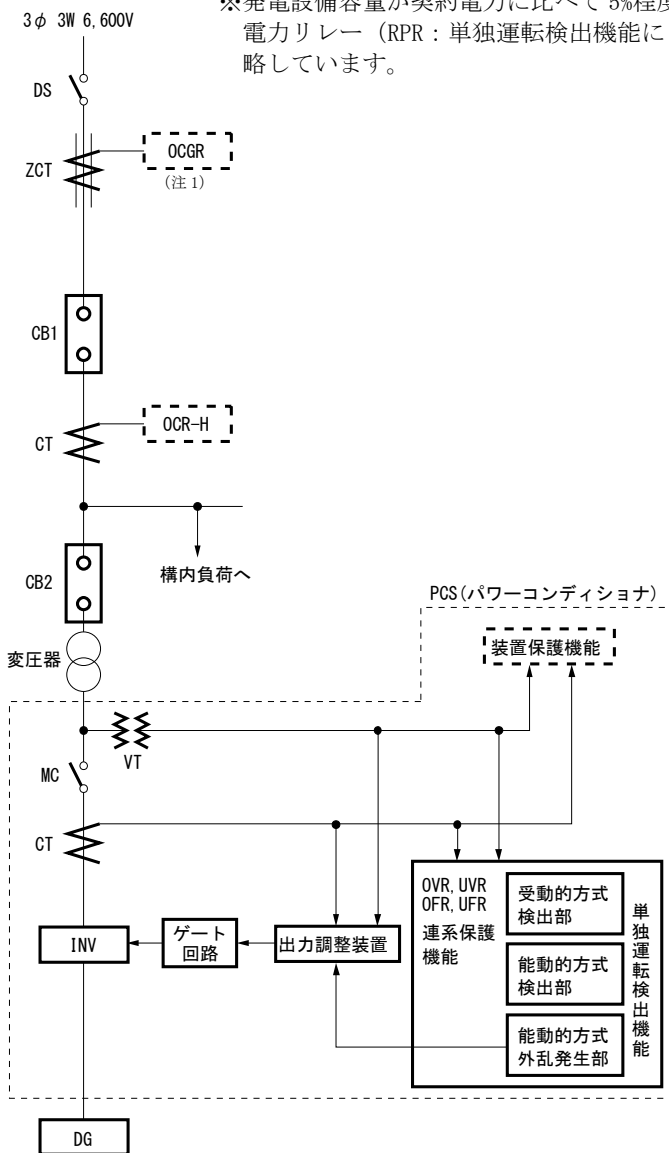 ※発電設備容量が契約電力に比べて5%程度
電力リレー（RPR：単独運転検出機能に
略しています。
3φ 3W 6,600V
DS
ZCT
OCGR
(注1)
CB1
CT
OCR-H
構内負荷へ
CB2
PCS(パワーコンディショナ)
変圧器
装置保護機能
VT
MC
CT
OVR, UVR
OFR, UFR
連系保護
機能
受動的方式
検出部
能動的方式
検出部
能動的方式
外乱発生部
単独運転検出機能
INV
ゲート
回路
出力調整装置
DG